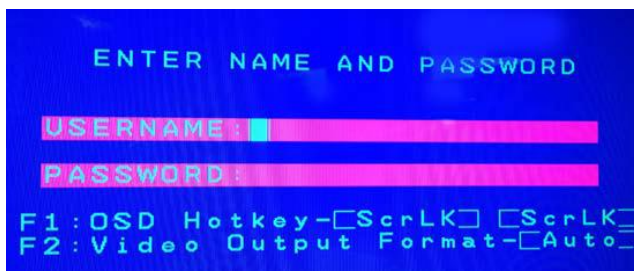 ENTER NAME AND PASSWORD
USERNAME:
PASSWORD:
F1:OSD Hotkey-[ScrLK] [ScrLK]
F2:Video Output Format-[Auto]